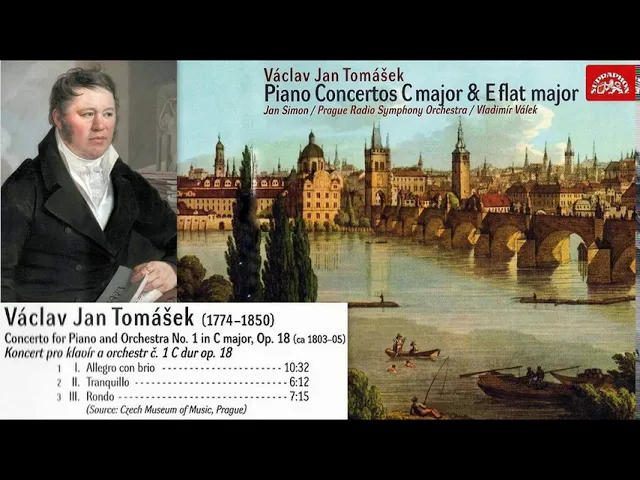 Václav Jan Tomášek
Piano Concertos C major & E flat major
Jan Simon / Prague Radio Symphony Orchestra / Vladimír Válek
SUPRAPHON
Václav Jan Tomášek (1774–1850)
Concerto for Piano and Orchestra No. 1 in C major, Op. 18 (ca 1803–05)
Koncert pro klavír a orchestr č. 1 C dur op. 18
1 I. Allegro con brio ---------------------- 10:32
2 II. Tranquillo ---------------------------- 6:12
3 III. Rondo -------------------------------- 7:15
(Source: Czech Museum of Music, Prague)